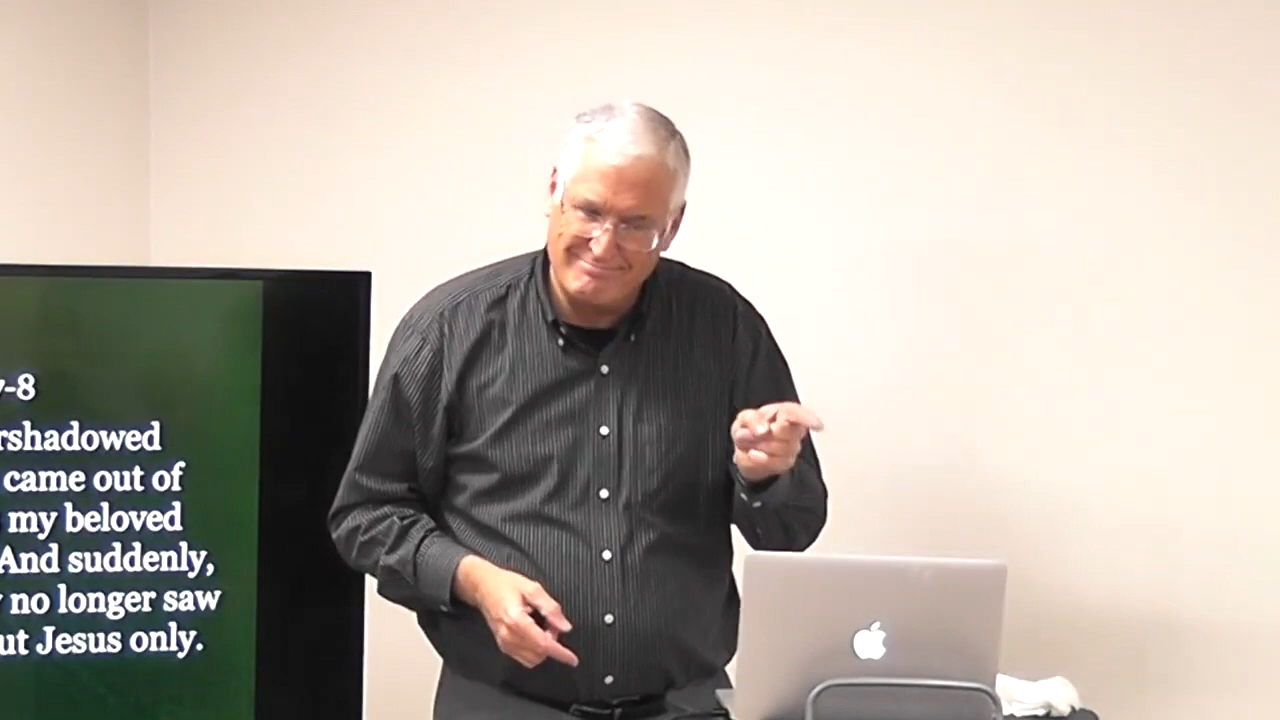 -8
rshadowed
came out of
my beloved
And suddenly,
no longer saw
ut Jesus only.